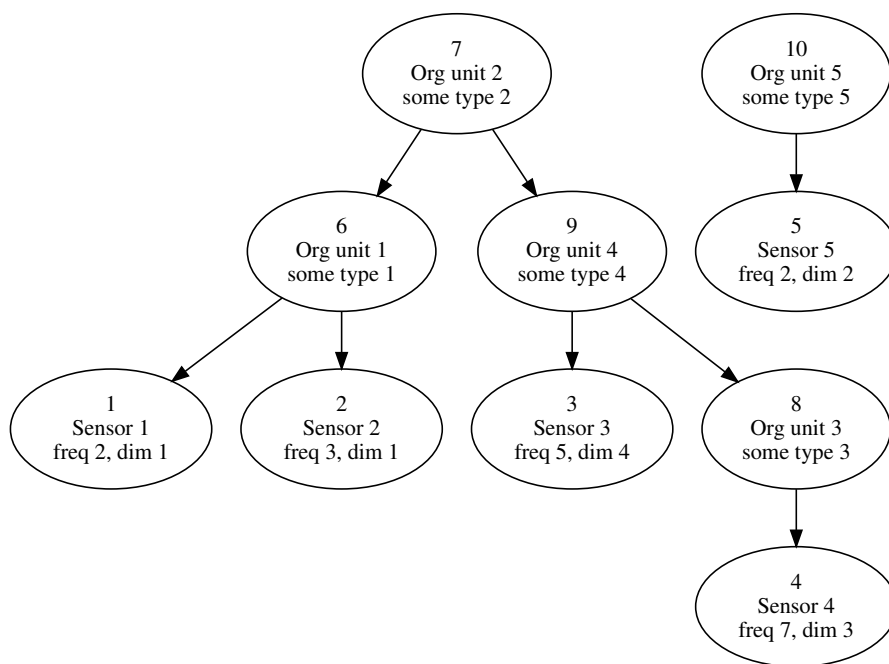 7
Org unit 2
some type 2
10
Org unit 5
some type 5
6
Org unit 1
some type 1
9
Org unit 4
some type 4
5
Sensor 5
freq 2, dim 2
1
Sensor 1
freq 2, dim 1
2
Sensor 2
freq 3, dim 1
3
Sensor 3
freq 5, dim 4
8
Org unit 3
some type 3
4
Sensor 4
freq 7, dim 3